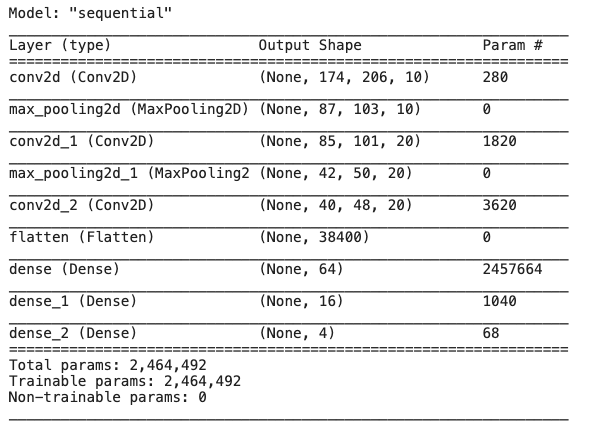 Model: "sequential"
Layer (type) Output Shape Param #
conv2d (Conv2D) (None, 174, 206, 10) 280
max_pooling2d (MaxPooling2D) (None, 87, 103, 10) 0
conv2d_1 (Conv2D) (None, 85, 101, 20) 1820
max_pooling2d_1 (MaxPooling2 (None, 42, 50, 20) 0
conv2d_2 (Conv2D) (None, 40, 48, 20) 3620
flatten (Flatten) (None, 38400) 0
dense (Dense) (None, 64) 2457664
dense_1 (Dense) (None, 16) 1040
dense_2 (Dense) (None, 4) 68
Total params: 2,464,492
Trainable params: 2,464,492
Non-trainable params: 0